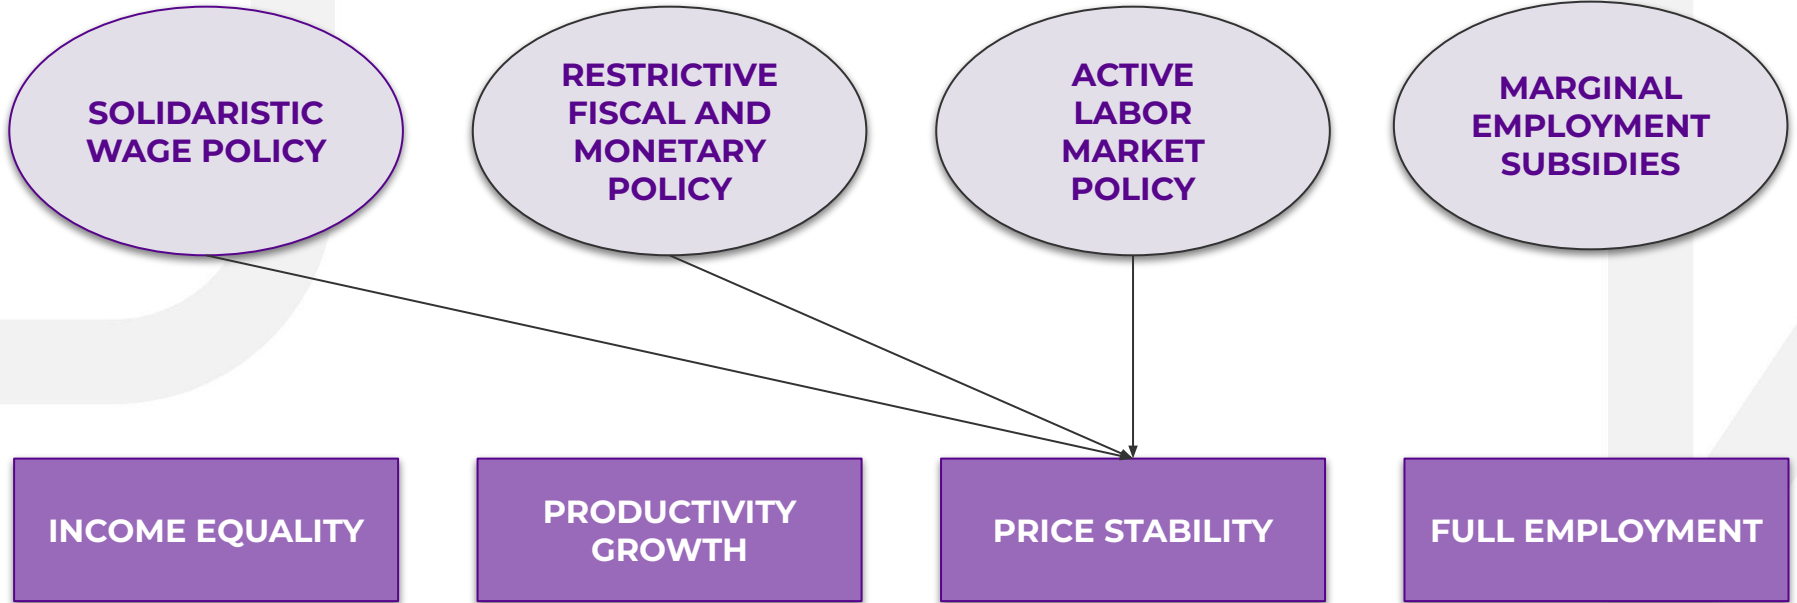 SOLIDARISTIC
WAGE POLICY
RESTRICTIVE
FISCAL AND
MONETARY
POLICY
ACTIVE
LABOR
MARKET
POLICY
MARGINAL
EMPLOYMENT
SUBSIDIES
INCOME EQUALITY
PRODUCTIVITY
GROWTH
PRICE STABILITY
FULL EMPLOYMENT